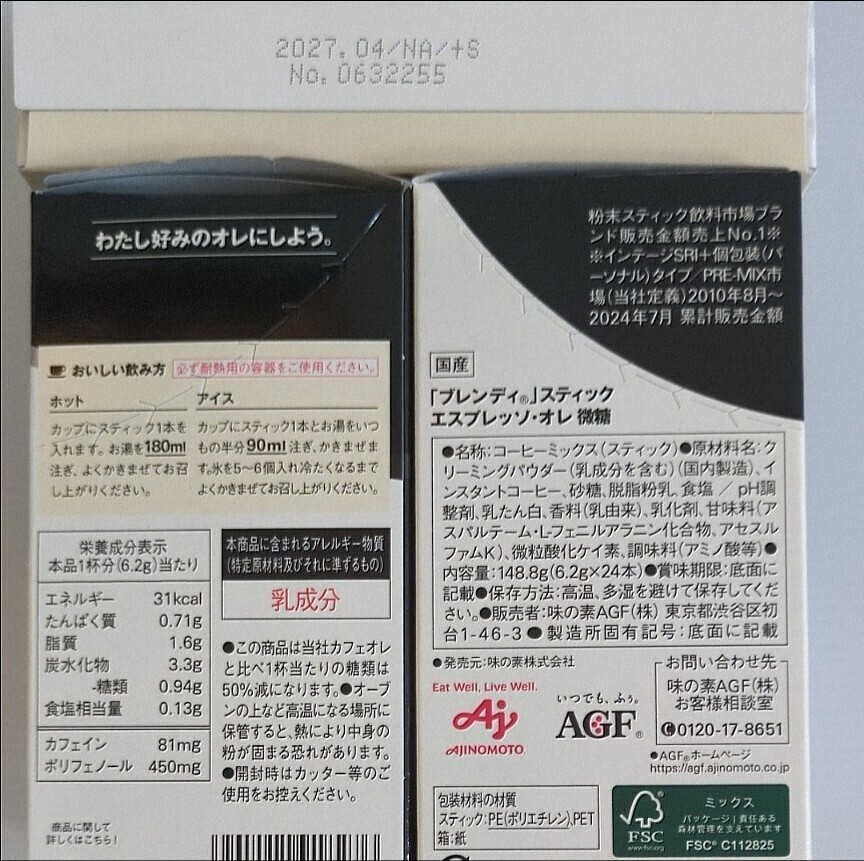 2027.04/NA/+S
No. 0632255
わたし好みのオレにしよう。
おいしい飲み方 必ず耐熱用の容器をご使用ください。
ホット
カップにスティック1本を
入れます。お湯を180ml
注ぎ、よくかきまぜてお召
し上がりください。
アイス
カップにスティック1本とお湯をいつ
もの半分90ml注ぎ、かきまぜま
す。氷を5～6個入れ冷たくなるまで
よくかきまぜてお召し上がりください。
栄養成分表示
本品1杯分(6.2g)当たり
エネルギー 31kcal
たんぱく質 0.71g
脂質 1.6g
炭水化物 3.3g
-糖類 0.94g
食塩相当量 0.13g
カフェイン 81mg
ポリフェノール 450mg
商品に関して
詳しくはこちら!
本商品に含まれるアレルギー物質
(特定原材料及びそれに準ずるもの)
乳成分
●この商品は当社カフェオレ
と比べ1杯当たりの糖類は
50%減になります。●オーブ
ンの上など高温になる場所に
保管すると、熱により中身の
粉が固まる恐れがあります。
●開封時はカッター等のご
使用をお控えください。
粉末スティック飲料市場ブラ
ンド販売金額売上No.1※
※インテージSRI+個包装(パ
ーソナル)タイプ/PRE-MIX市
場(当社定義)2010年8月～
2024年7月 累計販売金額
国産
「ブレンディ®」スティック
エスプレッソ・オレ 微糖
●名称:コーヒーミックス(スティック)●原材料名:ク
リーミングパウダー(乳成分を含む)(国内製造)、イ
ンスタントコーヒー、砂糖、脱脂粉乳、食塩 / pH調
整剤、乳たん白、香料(乳由来)、乳化剤、甘味料(ア
スパルテーム・L-フェニルアラニン化合物、アセスル
ファムK)、微粒酸化ケイ素、調味料(アミノ酸等)●
内容量:148.8g(6.2g×24本)●賞味期限:底面に
記載●保存方法:高温、多湿を避けて保存してくだ
さい。●販売者:味の素AGF(株) 東京都渋谷区初
台1-46-3 ● 製造所固有記号:底面に記載
●発売元:味の素株式会社
Eat Well, Live Well.
Aj
AJINOMOTO
いつでも、ふぅ。
AGF®
お問い合わせ先
味の素AGF(株)
お客様相談室
0120-17-8651
●AGF®ホームページ
https://agf.ajinomoto.co.jp
包装材料の材質
スティック:PE(ポリエチレン),PET
箱:紙
FSC
www.fsc.org
ミックス
パッケージ|責任ある
森林管理を支えています
FSC® C112825